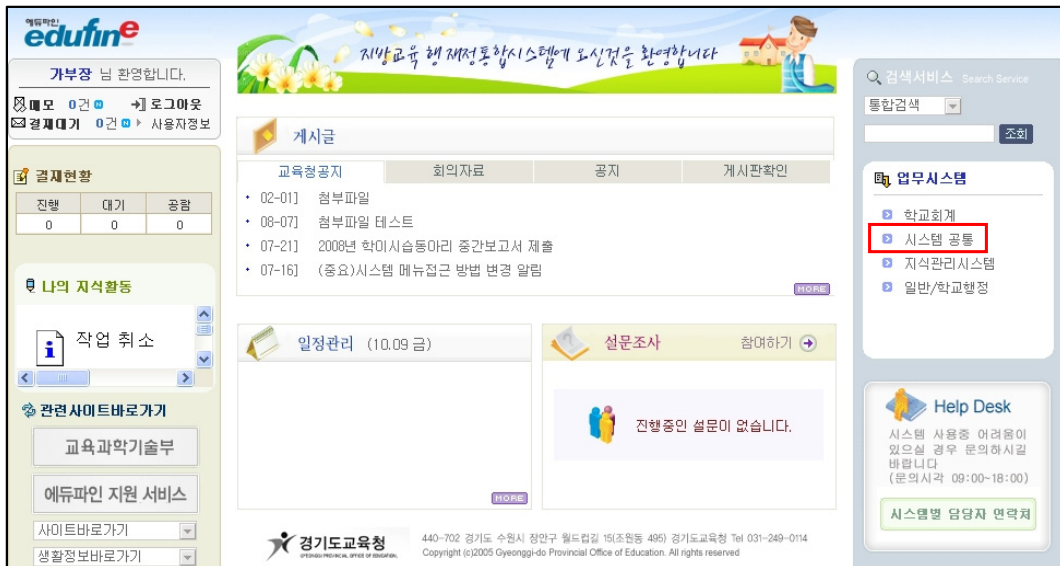 에듀파인
edufine
가부장 님 환영합니다.
메모 0건 로그아웃
결재대기 0건 사용자정보
결재현황
진행 대기 공람
0 0 0
나의 지식활동
작업 취소
관련사이트바로가기
교육과학기술부
에듀파인 지원 서비스
사이트바로가기
생활정보바로가기
지방교육 행·재정통합시스템에 오신것을 환영합니다
게시글
교육청공지 회의자료 공지 게시판확인
02-01] 첨부파일
08-07] 첨부파일 테스트
07-21] 2008년 학이시습동아리 중간보고서 제출
07-16] (중요)시스템 메뉴접근 방법 변경 알림
MORE
일정관리 (10.09 금)
MORE
설문조사 참여하기
진행중인 설문이 없습니다.
경기도교육청
440-702 경기도 수원시 장안구 월드컵길 15(조원동 495) 경기도교육청 Tel 031-249-0114
Copyright (c)2005 Gyeonggi-do Provincial Office of Education. All rights reserved
검색서비스 Search Service
통합검색
조회
업무시스템
학교회계
시스템 공통
지식관리시스템
일반/학교행정
Help Desk
시스템 사용중 어려움이
있으실 경우 문의하시길
바랍니다
(문의시각 09:00~18:00)
시스템별 담당자 연락처